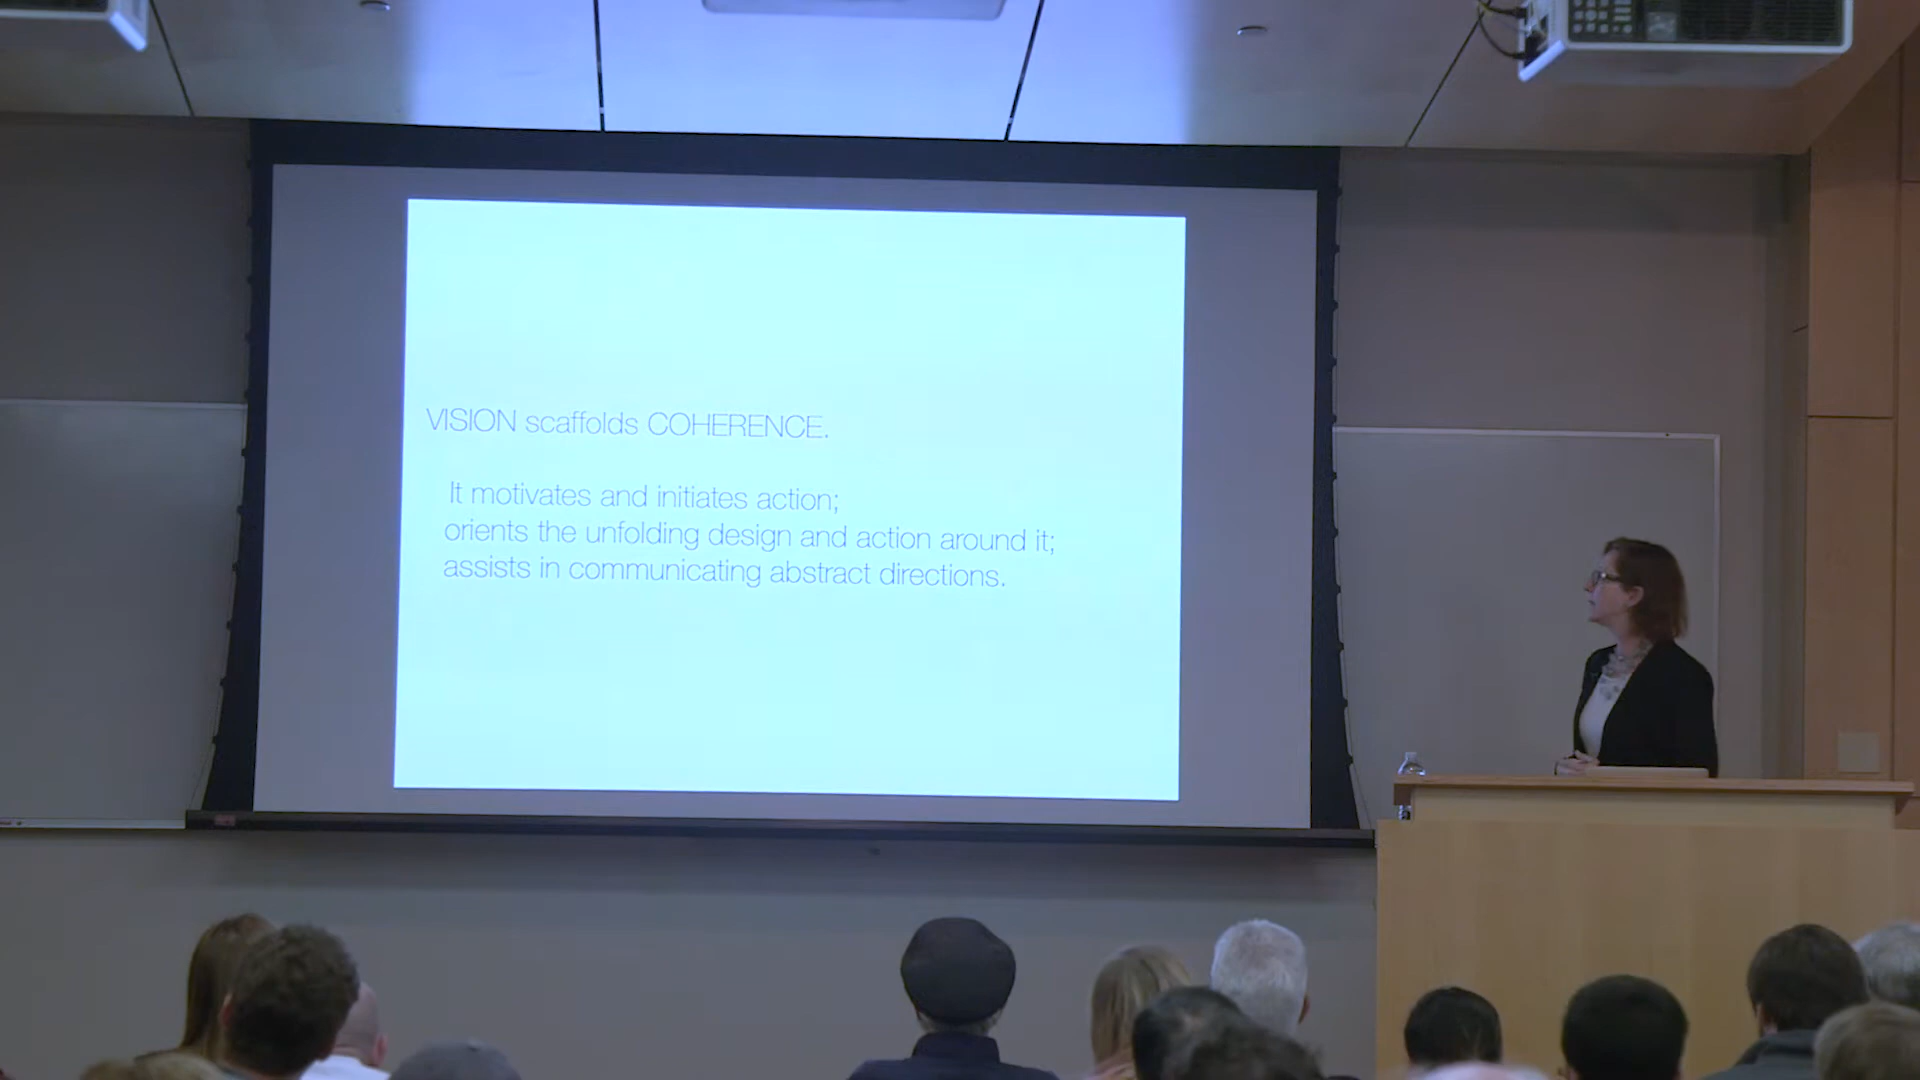 VISION scaffolds COHERENCE.
It motivates and initiates action;
orients the unfolding design and action around it;
assists in communicating abstract directions.